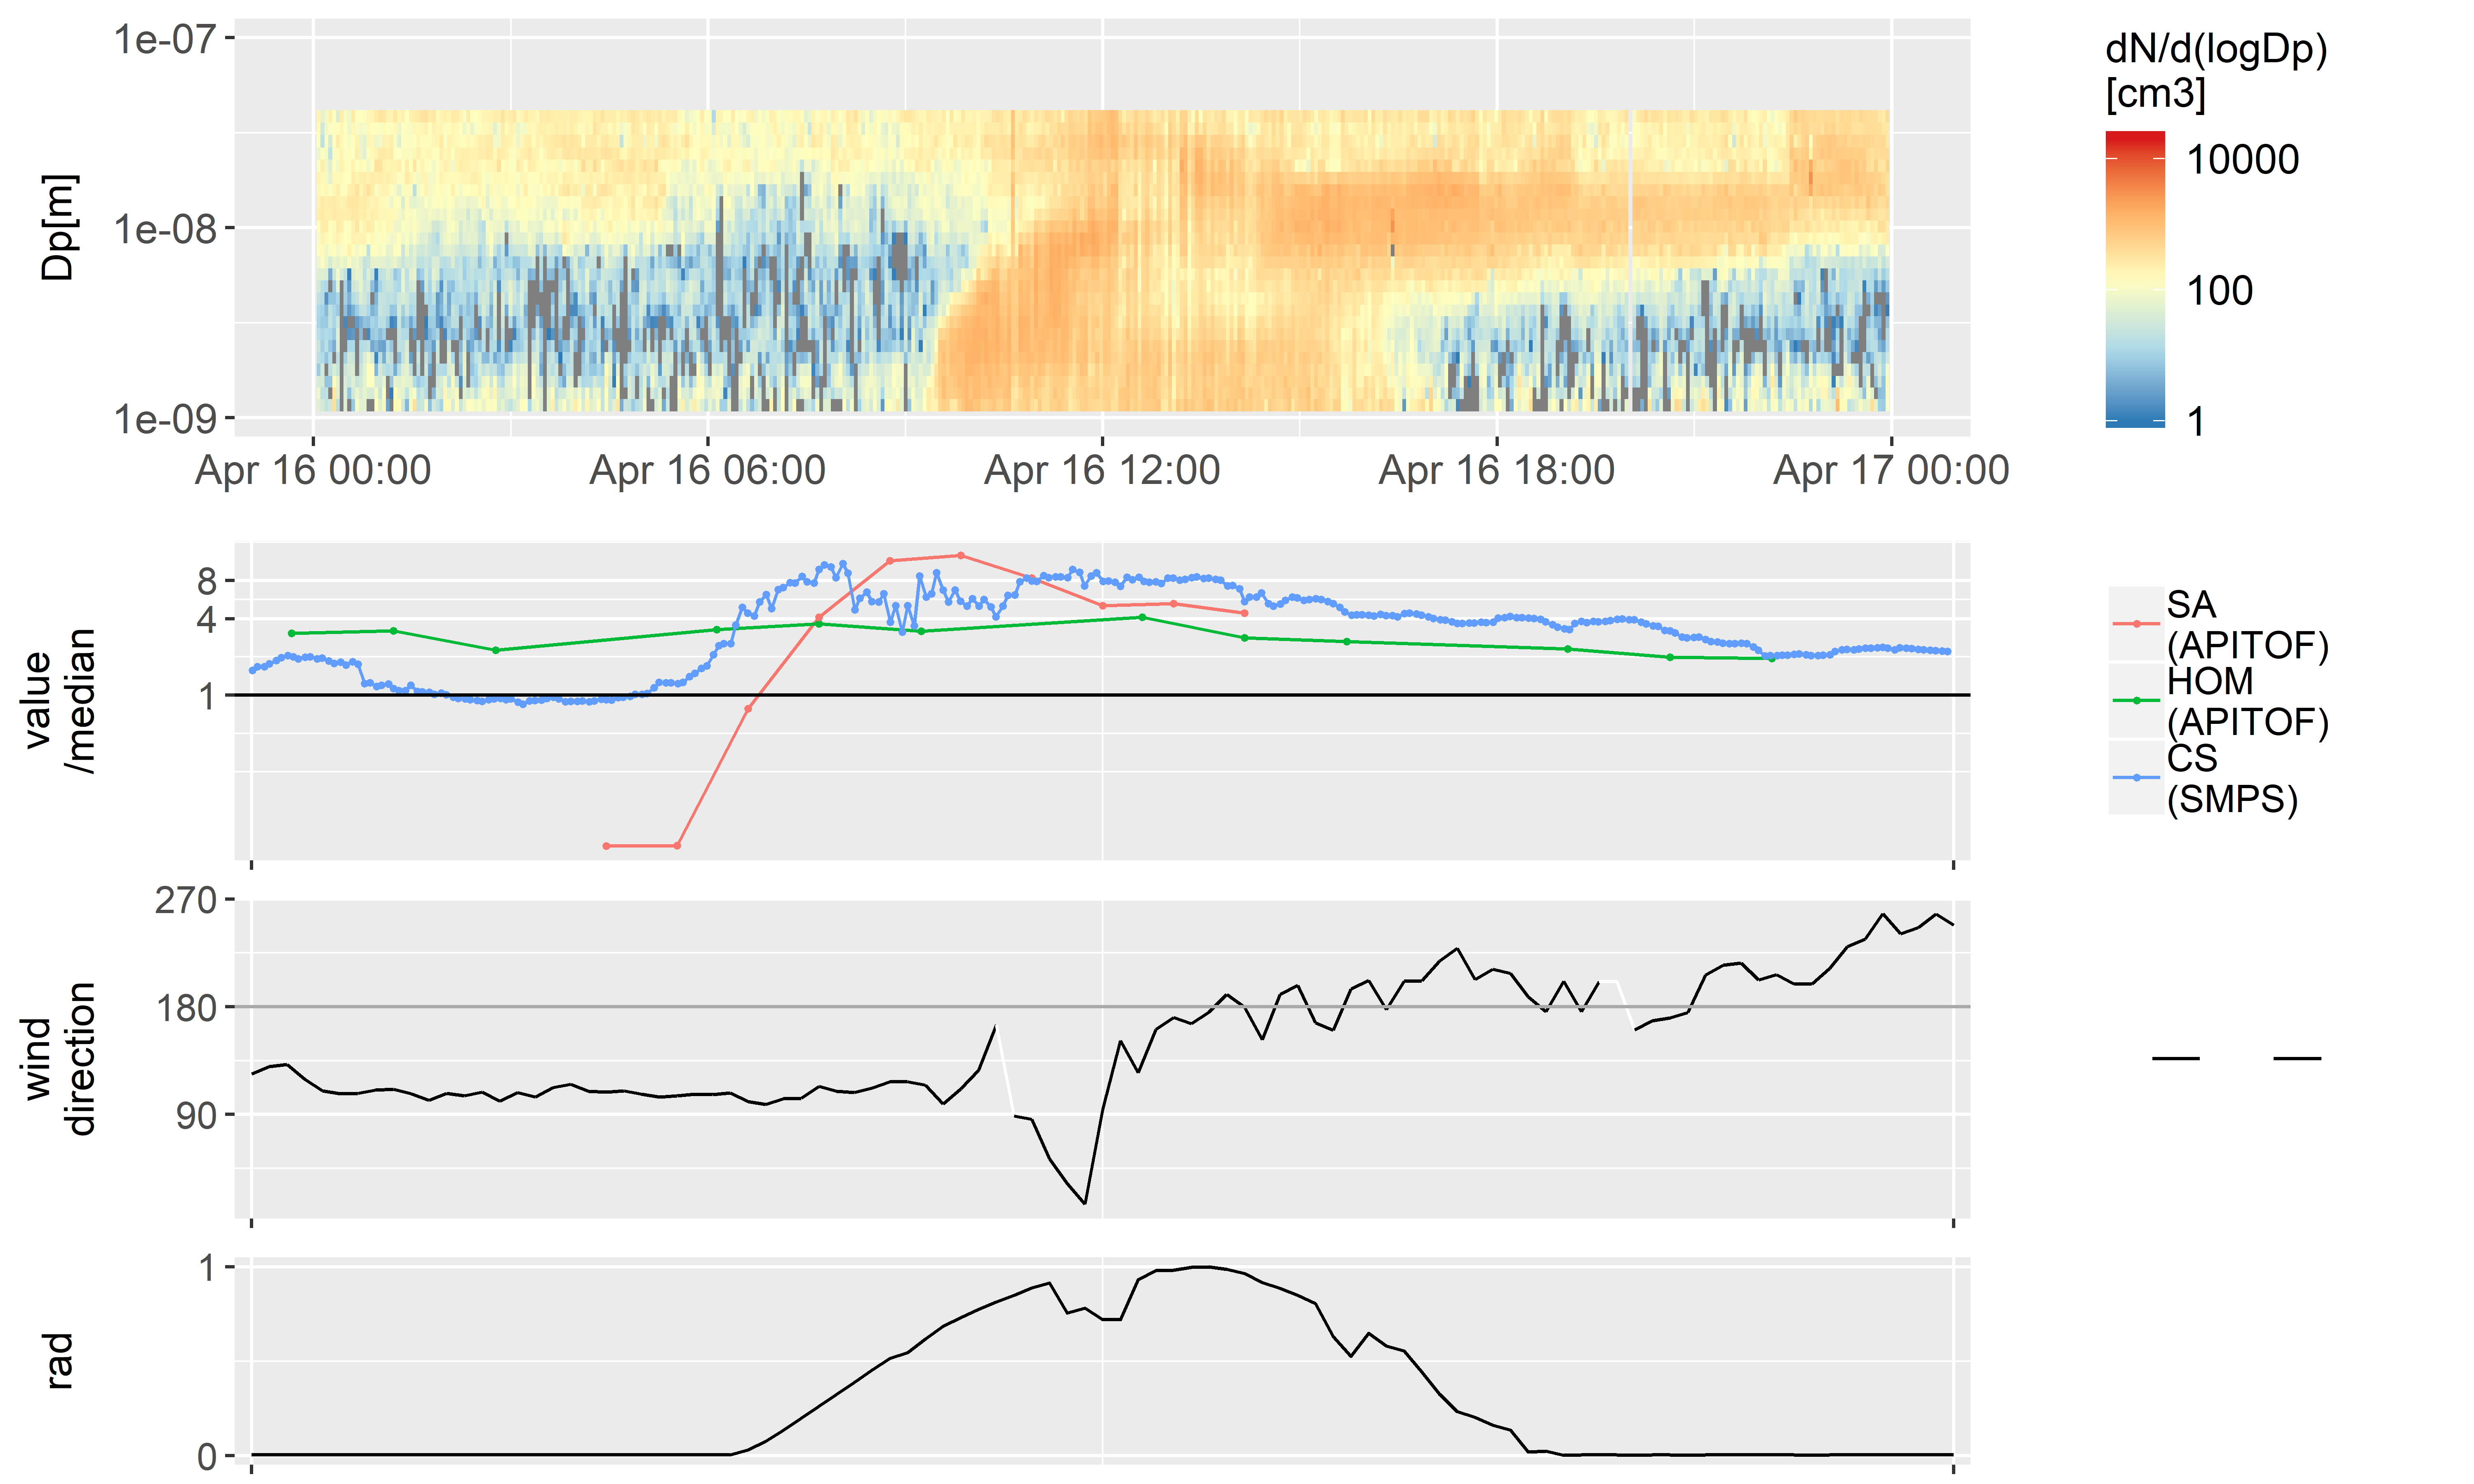 1e-07
1e-08
1e-09
Dp[m]
Apr 16 00:00
Apr 16 06:00
Apr 16 12:00
Apr 16 18:00
Apr 17 00:00
dN/d(logDp)
[cm3]
10000
100
1
8
4
1
value
/median
SA
(APITOF)
HOM
(APITOF)
CS
(SMPS)
270
180
90
wind
direction
1
0
rad